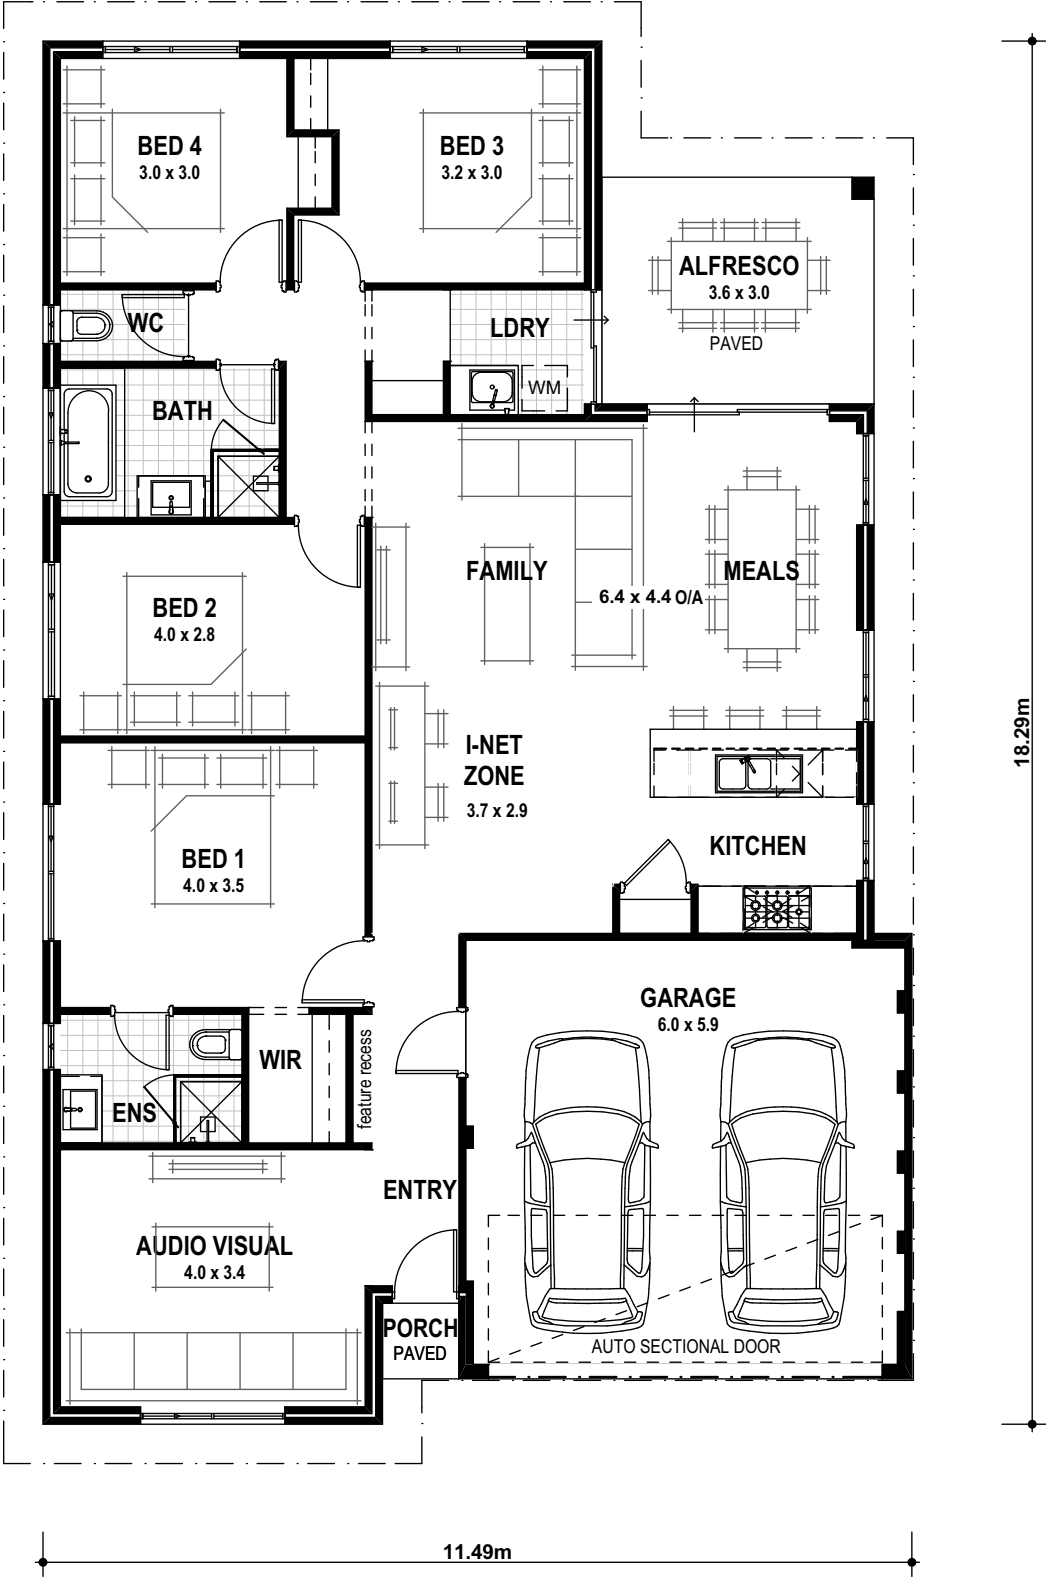 BED 4
3.0 x 3.0
BED 3
3.2 x 3.0
ALFRESCO
3.6 x 3.0
PAVED
WC
LDRY
WM
BATH
FAMILY
MEALS
6.4 x 4.4 O/A
BED 2
4.0 x 2.8
I-NET
ZONE
3.7 x 2.9
18.29m
KITCHEN
BED 1
4.0 x 3.5
GARAGE
6.0 x 5.9
WIR
feature recess
ENS
ENTRY
AUDIO VISUAL
4.0 x 3.4
PORCH
PAVED
AUTO SECTIONAL DOOR
11.49m